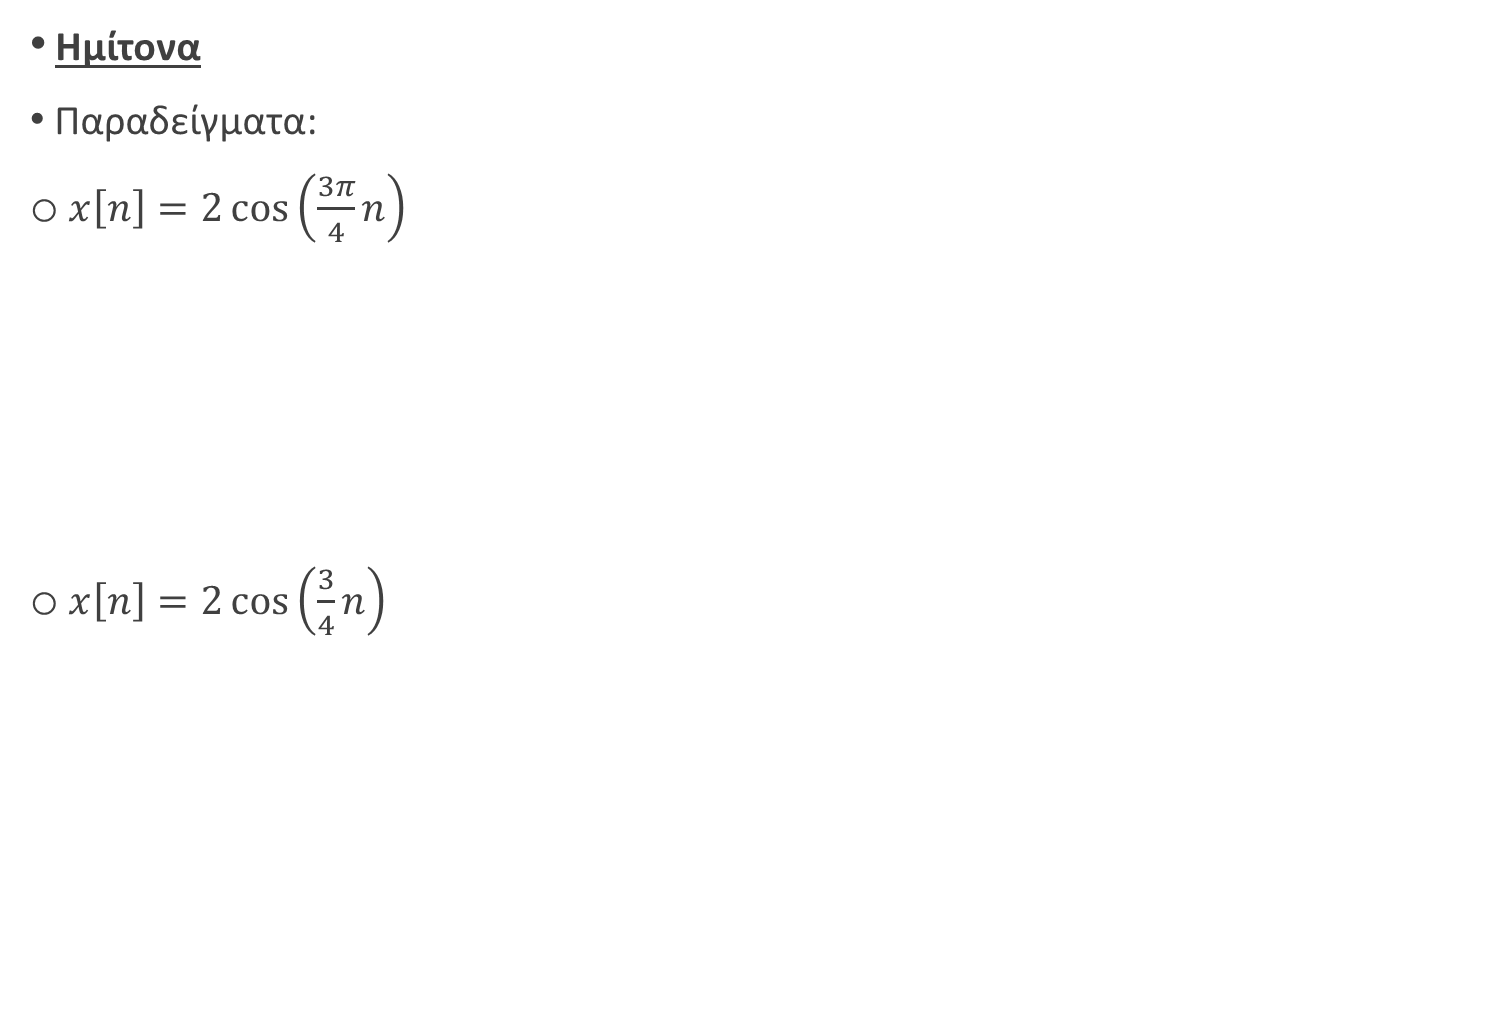 • Ημίτονα
• Παραδείγματα:
○ x[n] = 2 cos(3π/4 n)
○ x[n] = 2 cos(3/4 n)